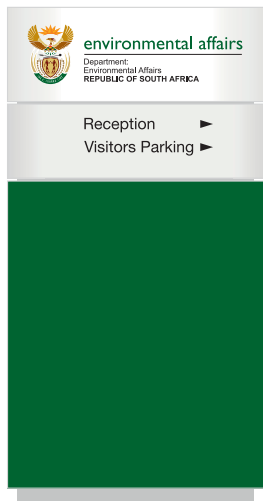 environmental affairs
Department:
Environmental Affairs
REPUBLIC OF SOUTH AFRICA
Reception ►
Visitors Parking ►